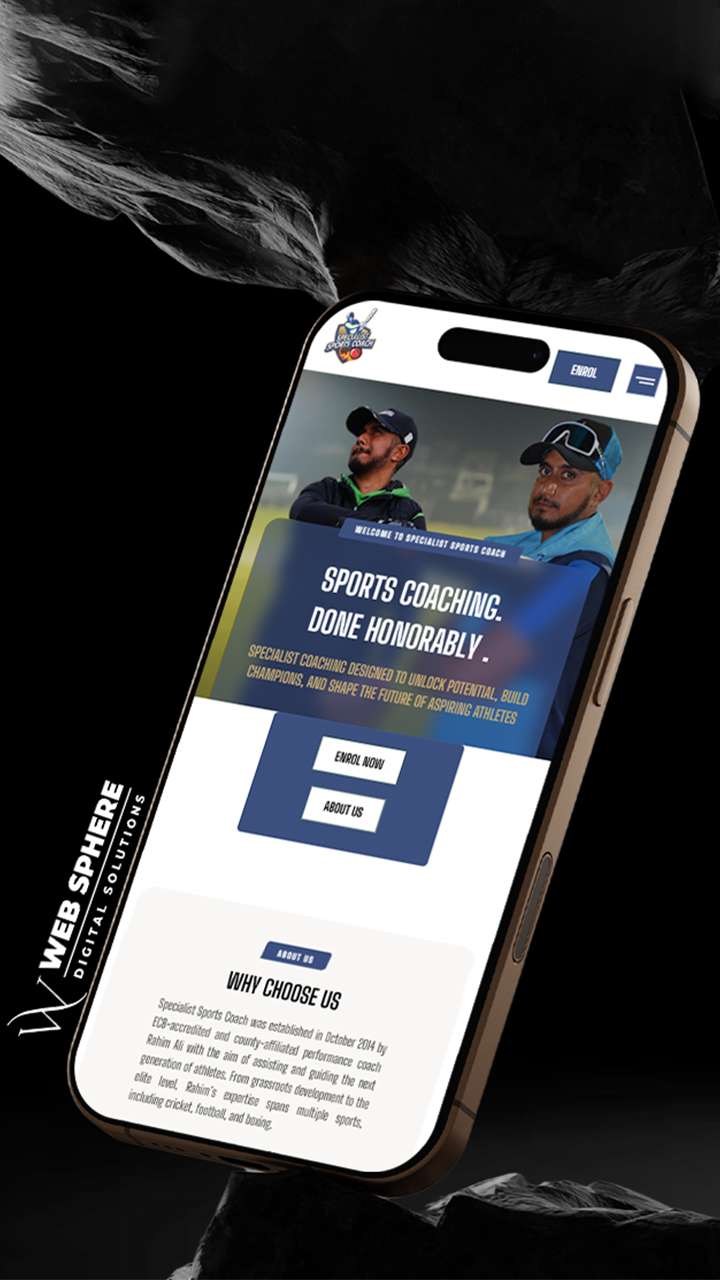 SPECIALIST
SPORTS COACH
ENROL
WELCOME TO SPECIALIST SPORTS COACH
SPORTS COACHING.
DONE HONORABLY.
SPECIALIST COACHING DESIGNED TO UNLOCK POTENTIAL, BUILD
CHAMPIONS, AND SHAPE THE FUTURE OF ASPIRING ATHLETES
ENROL NOW
ABOUT US
ABOUT US
WHY CHOOSE US
Specialist Sports Coach was established in October 2014 by
ECB-accredited and county-affiliated performance coach
Rahim Ali with the aim of assisting and guiding the next
generation of athletes. From grassroots development to the
elite level, Rahim's expertise spans multiple sports,
including cricket, football, and boxing.
WEB SPHERE
DIGITAL SOLUTIONS